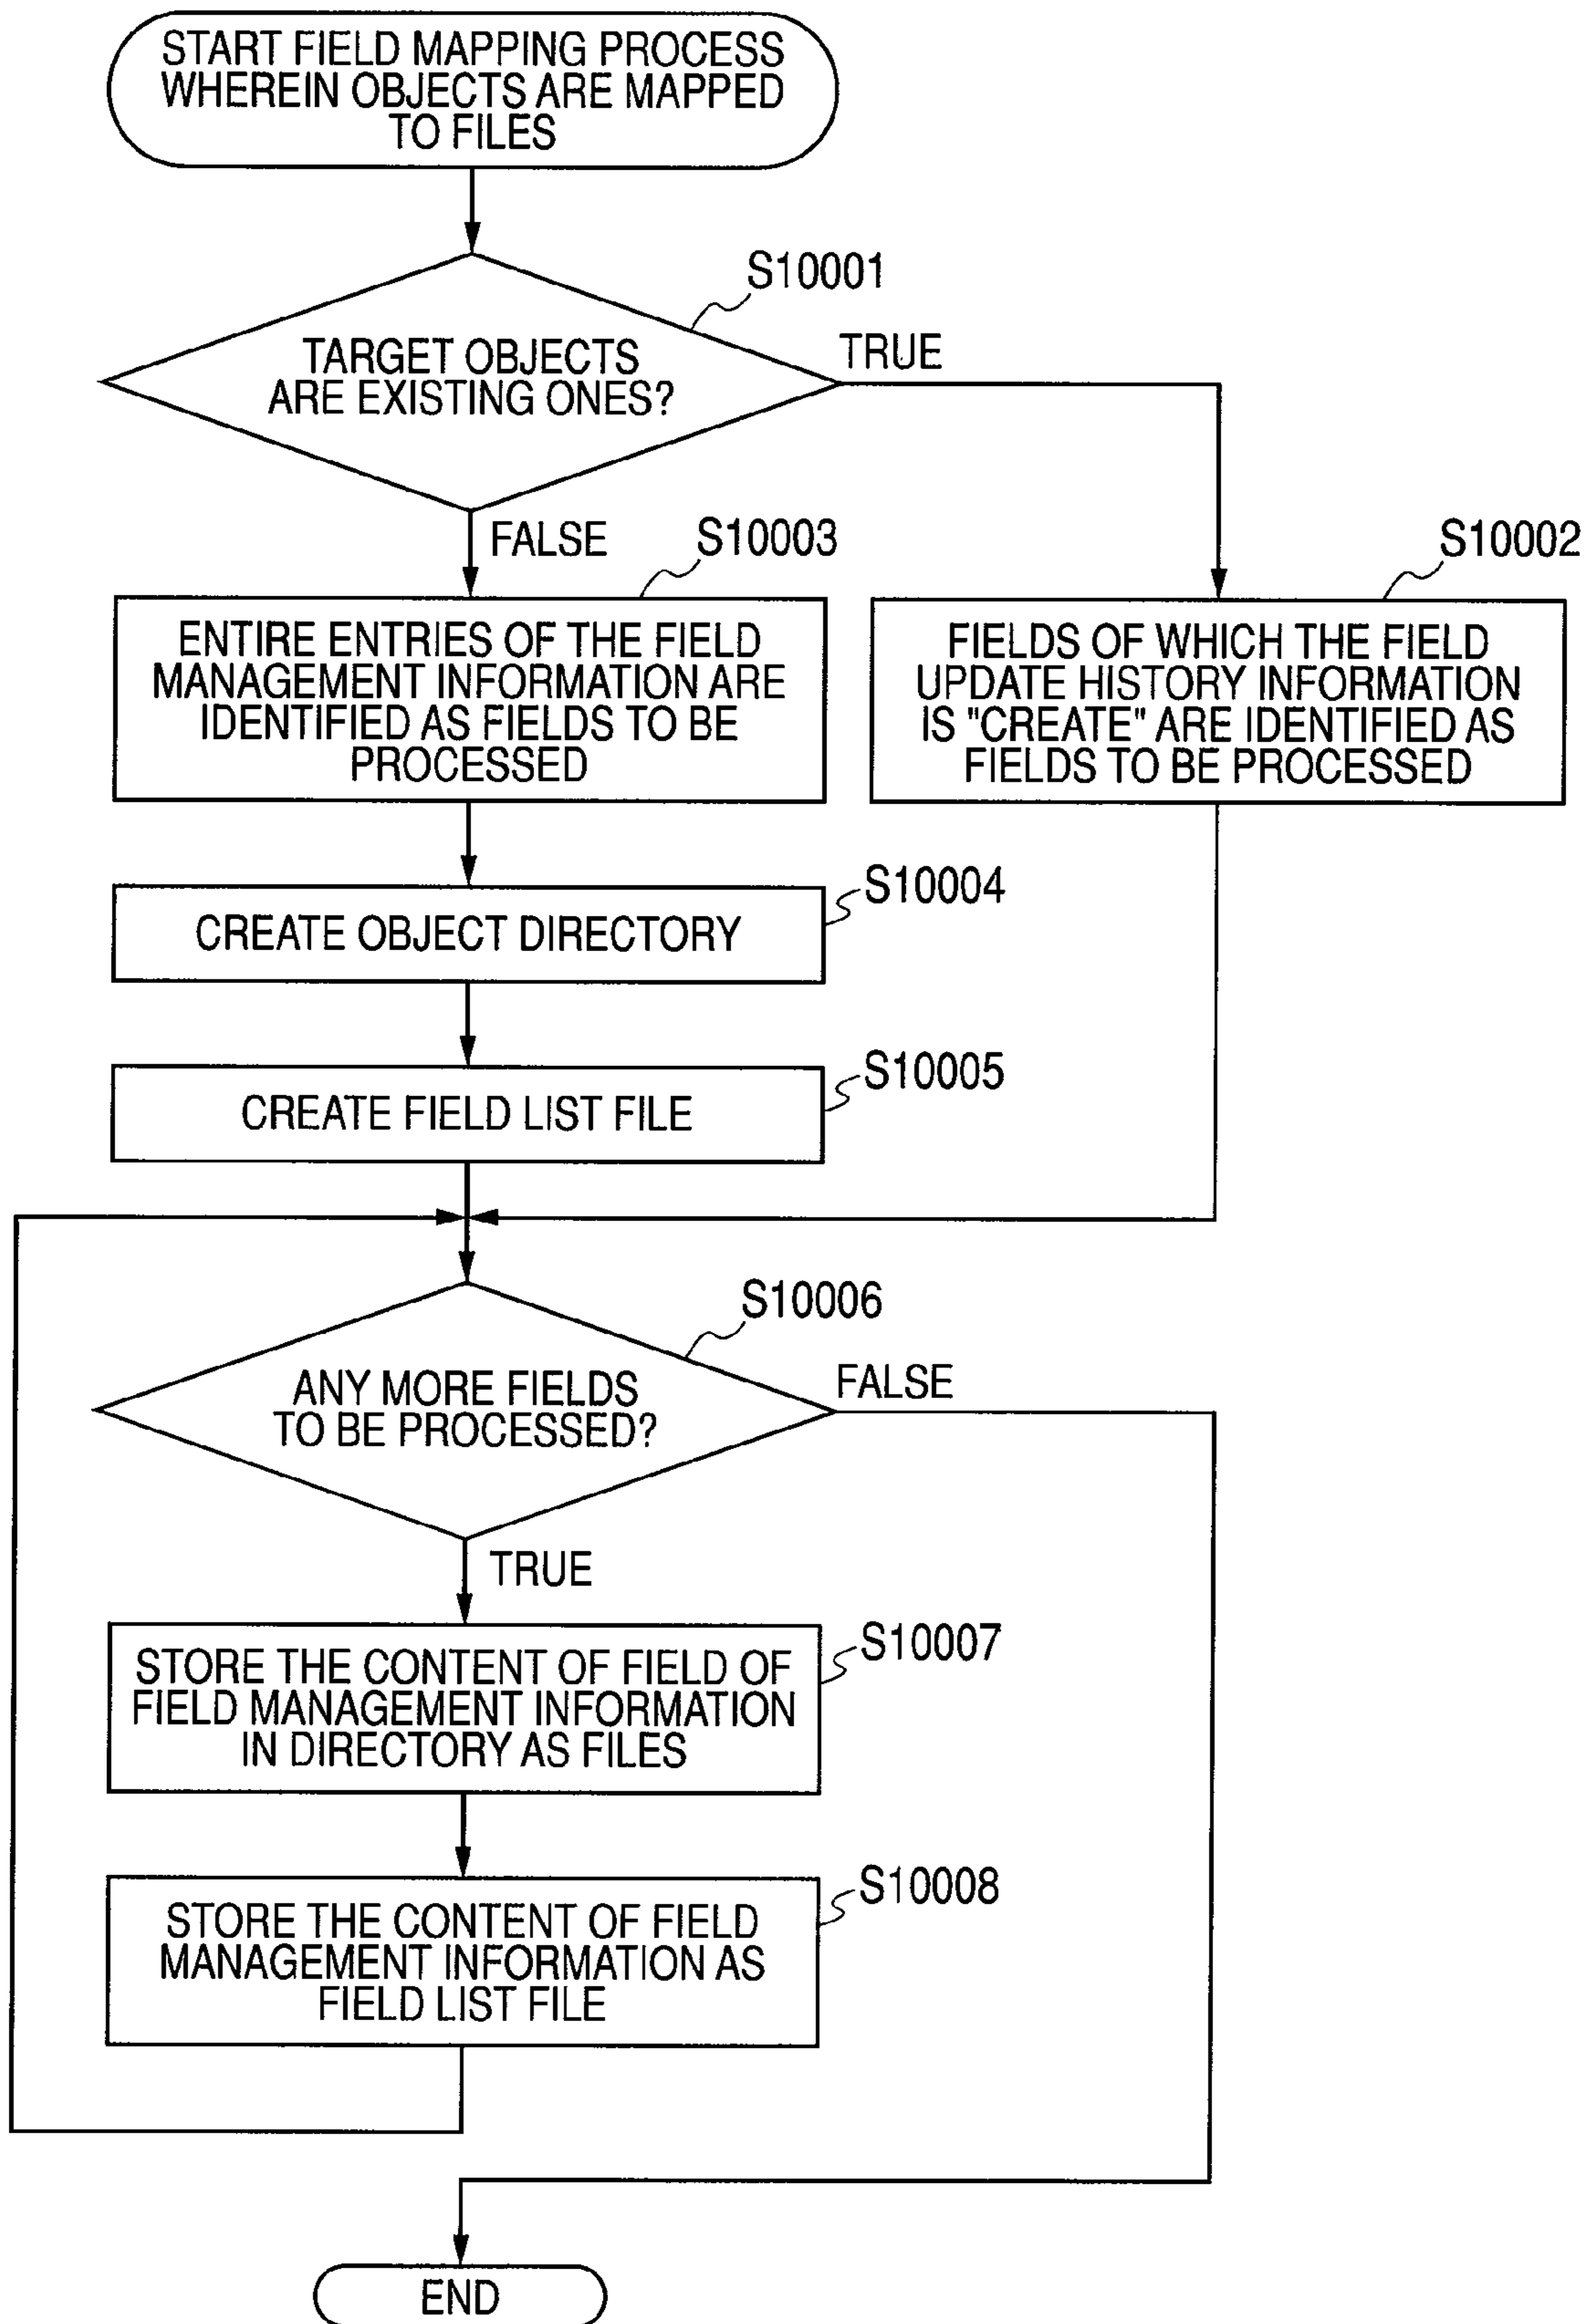 START FIELD MAPPING PROCESS
WHEREIN OBJECTS ARE MAPPED
TO FILES
S10001
TARGET OBJECTS
ARE EXISTING ONES?
TRUE
FALSE
S10003
ENTIRE ENTRIES OF THE FIELD
MANAGEMENT INFORMATION ARE
IDENTIFIED AS FIELDS TO BE
PROCESSED
S10002
FIELDS OF WHICH THE FIELD
UPDATE HISTORY INFORMATION
IS "CREATE" ARE IDENTIFIED AS
FIELDS TO BE PROCESSED
S10004
CREATE OBJECT DIRECTORY
S10005
CREATE FIELD LIST FILE
S10006
ANY MORE FIELDS
TO BE PROCESSED?
FALSE
TRUE
S10007
STORE THE CONTENT OF FIELD OF
FIELD MANAGEMENT INFORMATION
IN DIRECTORY AS FILES
S10008
STORE THE CONTENT OF FIELD
MANAGEMENT INFORMATION AS
FIELD LIST FILE
END